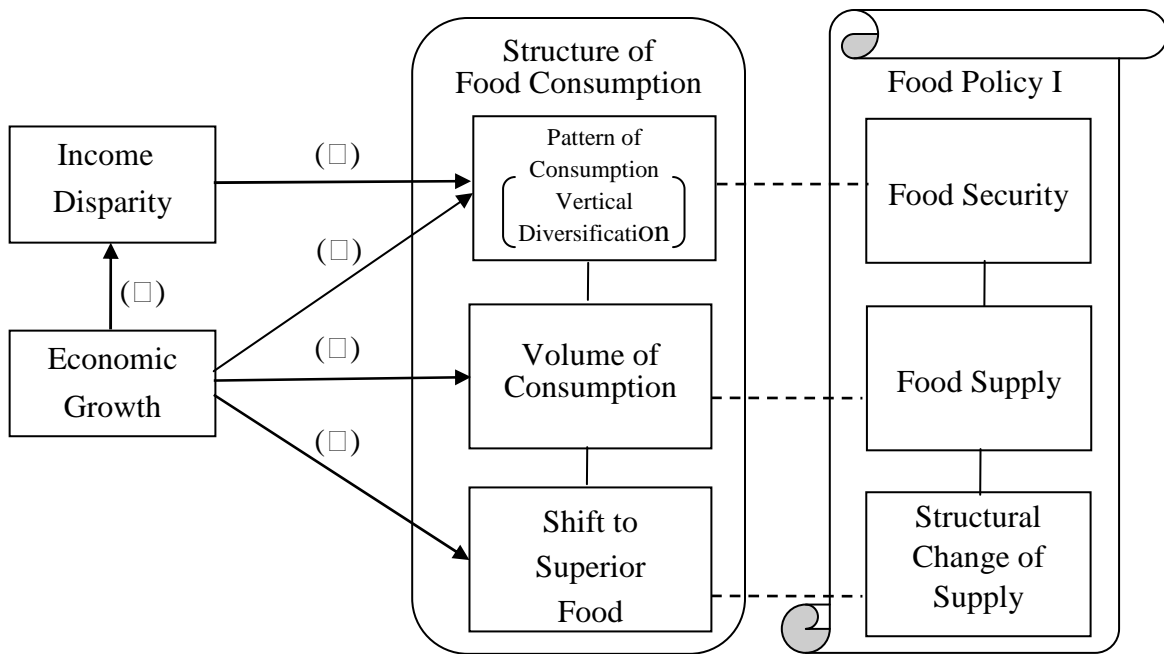 Structure of
Food Consumption
Food Policy I
Income
Disparity
(□)
Pattern of
Consumption
Vertical
Diversification
Food Security
(□)
(□)
Economic
Growth
(□)
Volume of
Consumption
Food Supply
(□)
Shift to
Superior
Food
Structural
Change of
Supply